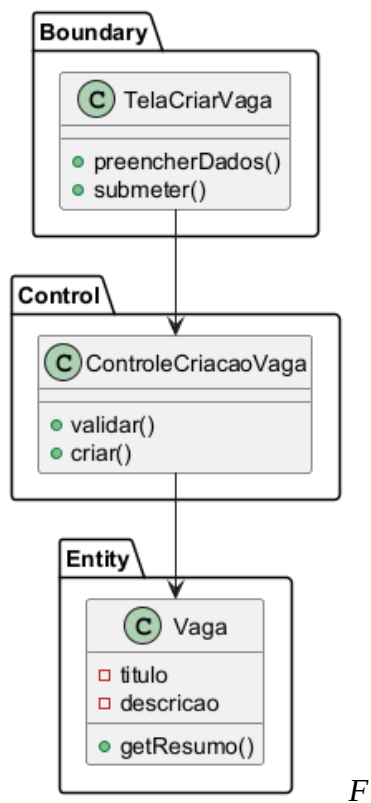 Boundary
C TelaCriarVaga
preencherDados()
submeter()
Control
C ControleCriacaoVaga
validar()
criar()
Entity
C Vaga
titulo
descricao
getResumo()
F